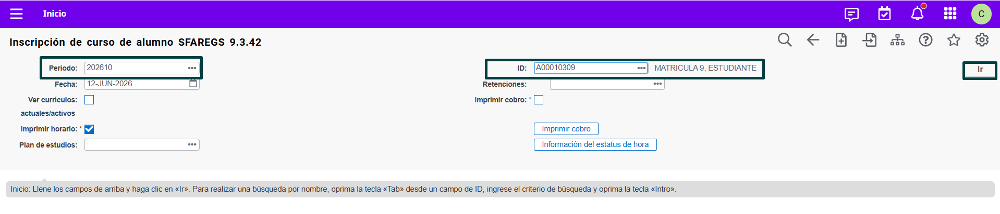 Inicio
C
Inscripción de curso de alumno SFAREGS 9.3.42
Periodo: 202610 •••
ID: A00010309 ••• MATRICULA 9, ESTUDIANTE
Ir
Fecha: 12-JUN-2026
Retenciones: •••
Ver currículos:
actuales/activos
Imprimir cobro: *
Imprimir horario: *
Imprimir cobro
Plan de estudios: •••
Información del estatus de hora
Inicio: Llene los campos de arriba y haga clic en «Ir». Para realizar una búsqueda por nombre, oprima la tecla «Tab» desde un campo de ID, ingrese el criterio de búsqueda y oprima la tecla «Intro».